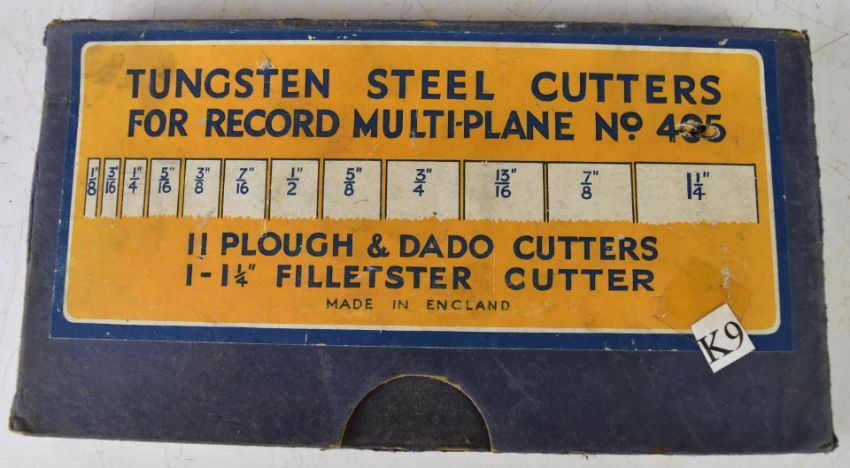 TUNGSTEN STEEL CUTTERS
FOR RECORD MULTI-PLANE Nº 405
1/8" 3/16" 1/4" 5/16" 3/8" 7/16" 1/2" 5/8" 3/4" 13/16" 7/8" 1 1/4"
11 PLOUGH & DADO CUTTERS
1-1 1/4" FILLETSTER CUTTER
MADE IN ENGLAND
K9